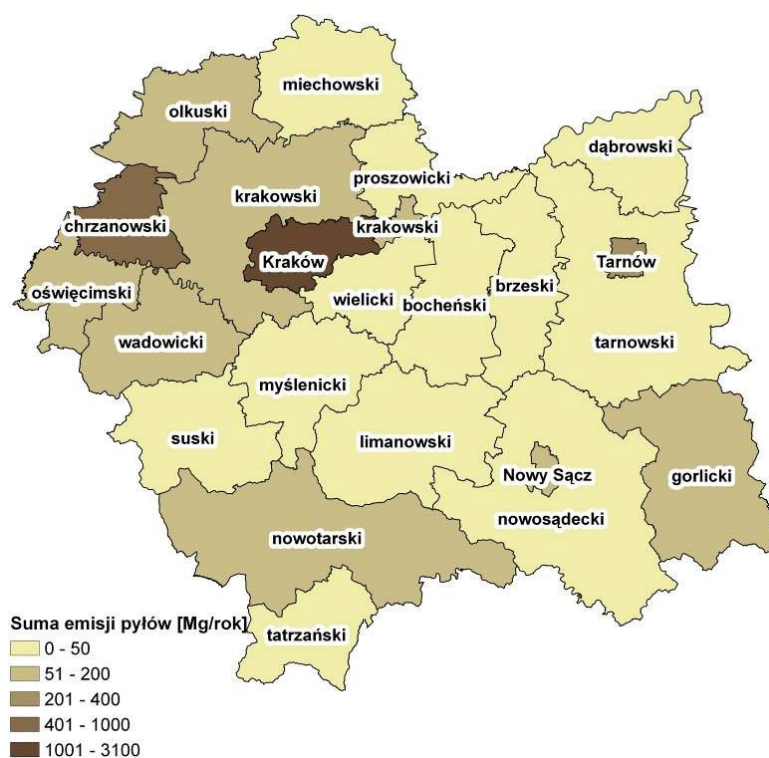 miechowski
olkuski
dąbrowski
proszowicki
krakowski
chrzanowski
krakowski
Kraków
Tarnów
oświęcimski
wielicki
bocheński
brzeski
wadowicki
tarnowski
myślenicki
suski
limanowski
Nowy Sącz
gorlicki
nowosądecki
nowotarski
Suma emisji pyłów [Mg/rok]
tatrzański
0 - 50
51 - 200
201 - 400
401 - 1000
1001 - 3100